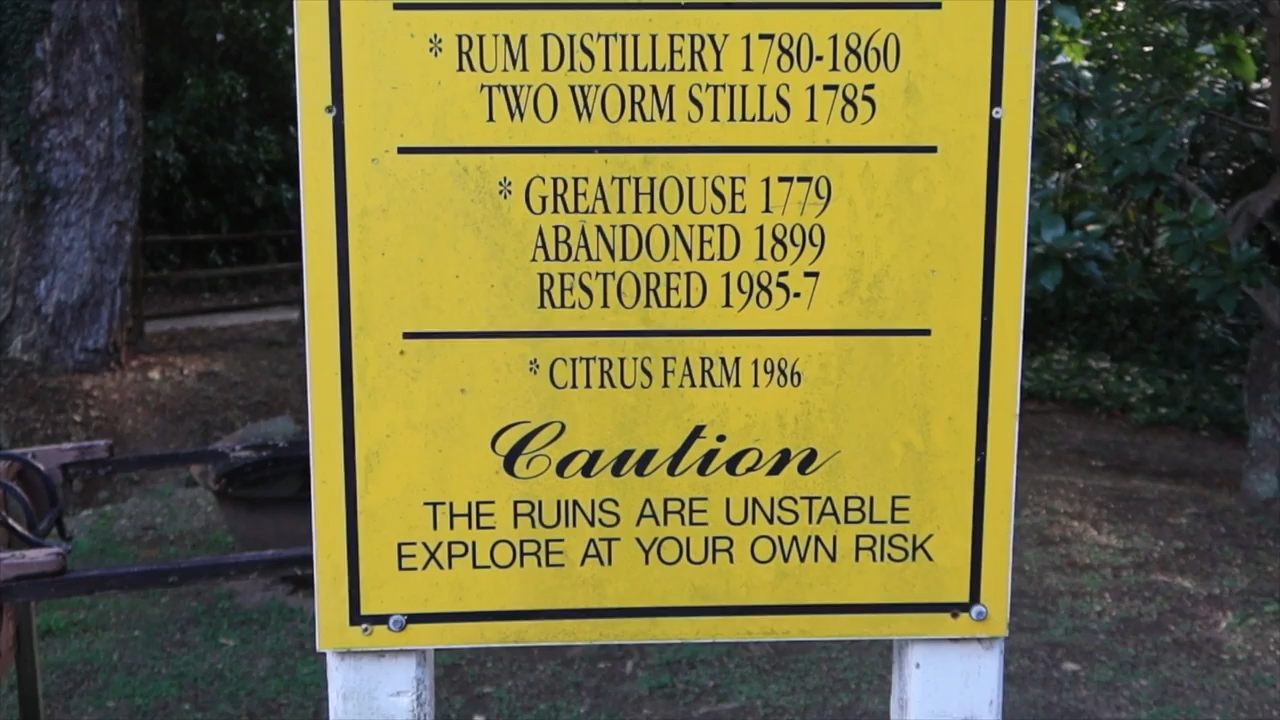 * RUM DISTILLERY 1780-1860
TWO WORM STILLS 1785
* GREATHOUSE 1779
ABANDONED 1899
RESTORED 1985-7
* CITRUS FARM 1986
Caution
THE RUINS ARE UNSTABLE
EXPLORE AT YOUR OWN RISK